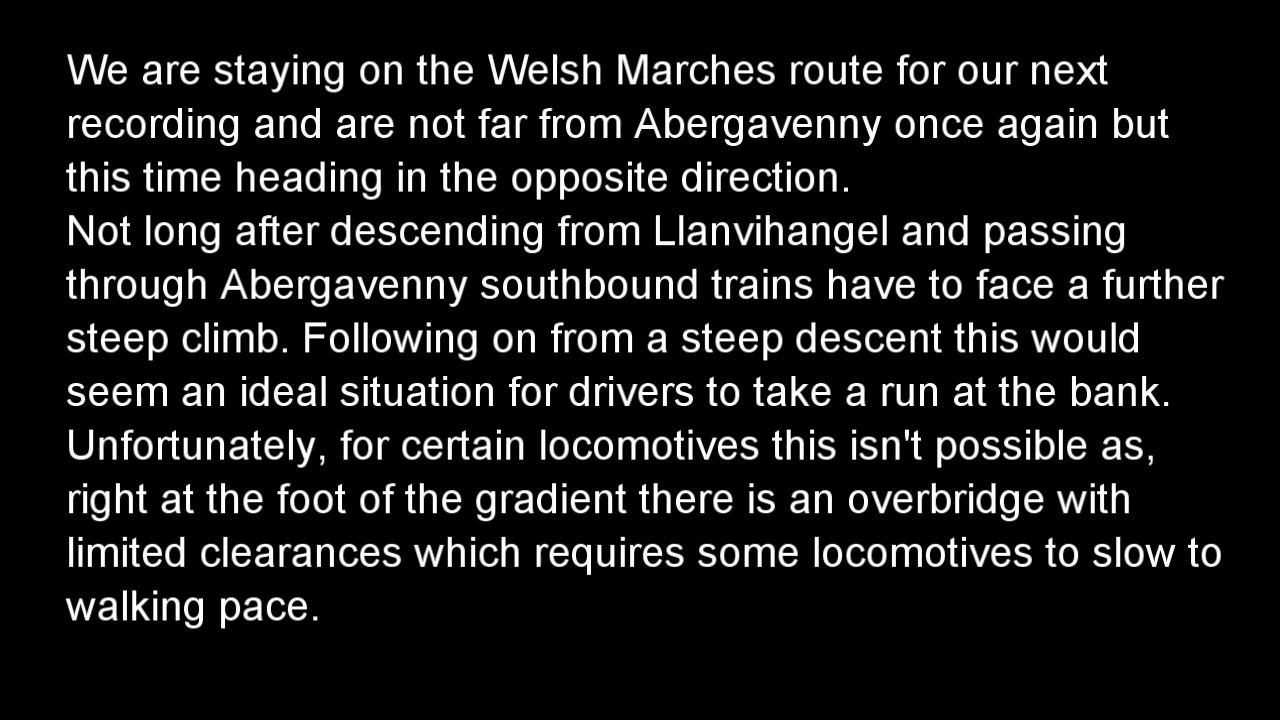 We are staying on the Welsh Marches route for our next
recording and are not far from Abergavenny once again but
this time heading in the opposite direction.
Not long after descending from Llanvihangel and passing
through Abergavenny southbound trains have to face a further
steep climb. Following on from a steep descent this would
seem an ideal situation for drivers to take a run at the bank.
Unfortunately, for certain locomotives this isn't possible as,
right at the foot of the gradient there is an overbridge with
limited clearances which requires some locomotives to slow to
walking pace.